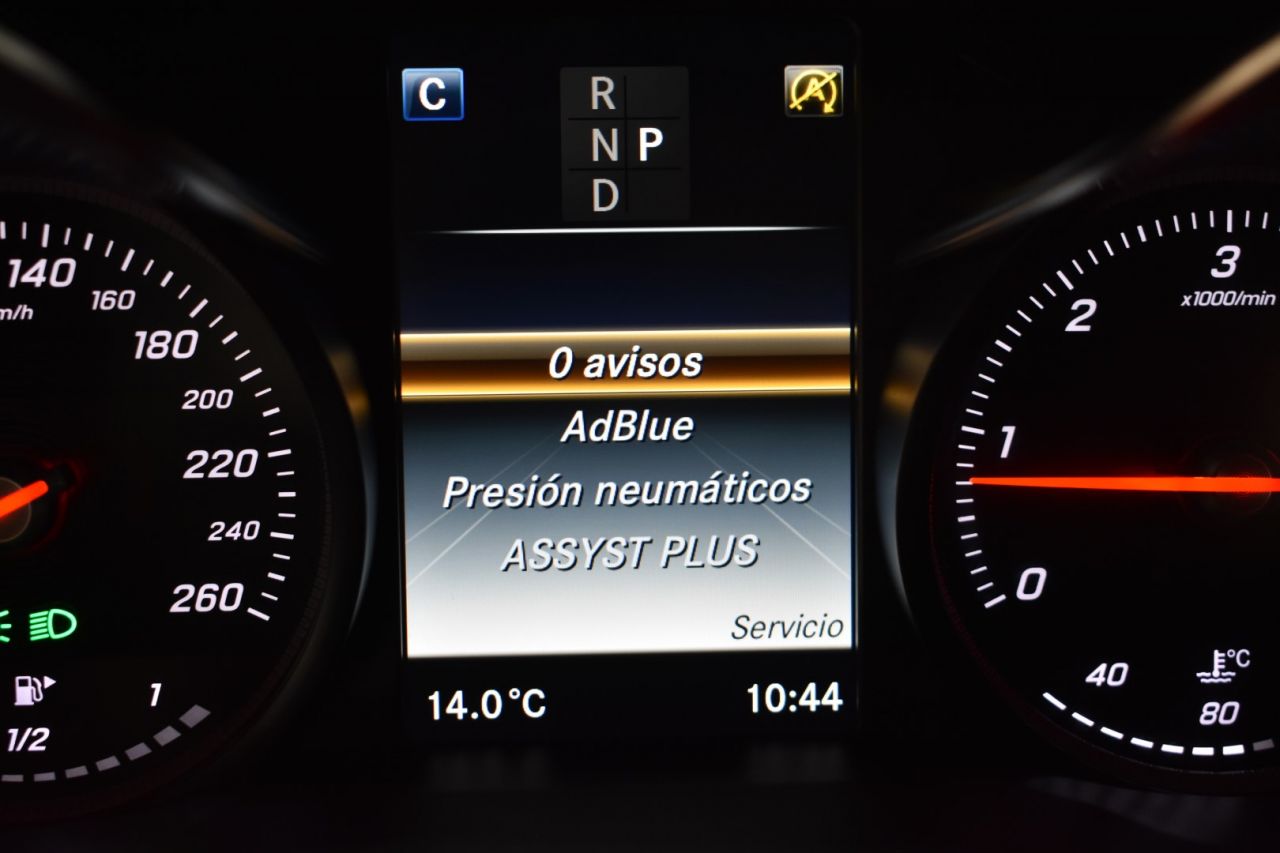 C
R
N P
D
A
140
160
m/h
180
200
220
240
260
1
1/2
0 avisos
AdBlue
Presión neumáticos
ASSYST PLUS
Servicio
14.0°C
10:44
3
x1000/min
2
1
0
40
°C
80